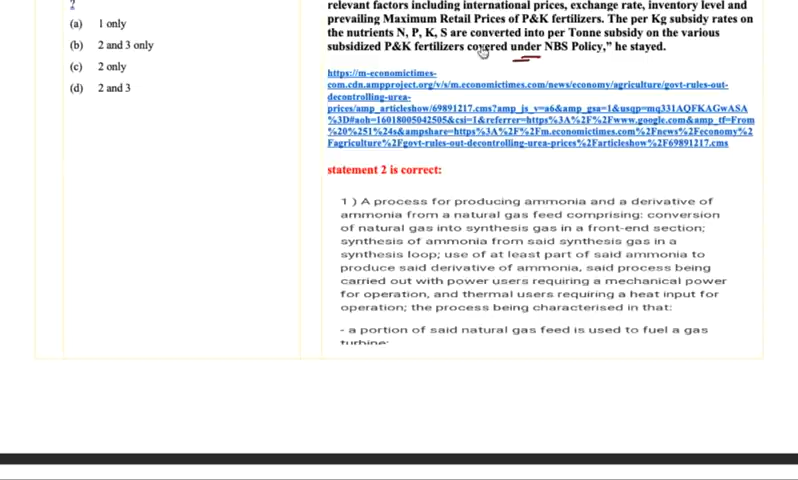 ?
(a) 1 only
(b) 2 and 3 only
(c) 2 only
(d) 2 and 3
relevant factors including international prices, exchange rate, inventory level and
prevailing Maximum Retail Prices of P&K fertilizers. The per Kg subsidy rates on
the nutrients N, P, K, S are converted into per Tonne subsidy on the various
subsidized P&K fertilizers covered under NBS Policy,” he stayed.
https://m-economictimes-
com.cdn.ampproject.org/v/s/m.economictimes.com/news/economy/agriculture/govt-rules-out-
decontrolling-urea-
prices/amp_articleshow/69891217.cms?amp_js_v=a6&amp_gsa=1&usqp=mq331AQFKAGwASA
%3D#aoh=16018005042505&csi=1&referrer=https%3A%2F%2Fwww.google.com&amp_tf=From
%20%251%24s&ampshare=https%3A%2F%2Fm.economictimes.com%2Fnews%2Feconomy%2
Fagriculture%2Fgovt-rules-out-decontrolling-urea-prices%2Farticleshow%2F69891217.cms
statement 2 is correct:
1 ) A process for producing ammonia and a derivative of
ammonia from a natural gas feed comprising: conversion
of natural gas into synthesis gas in a front-end section;
synthesis of ammonia from said synthesis gas in a
synthesis loop; use of at least part of said ammonia to
produce said derivative of ammonia, said process being
carried out with power users requiring a mechanical power
for operation, and thermal users requiring a heat input for
operation; the process being characterised in that:
- a portion of said natural gas feed is used to fuel a gas
turbine;